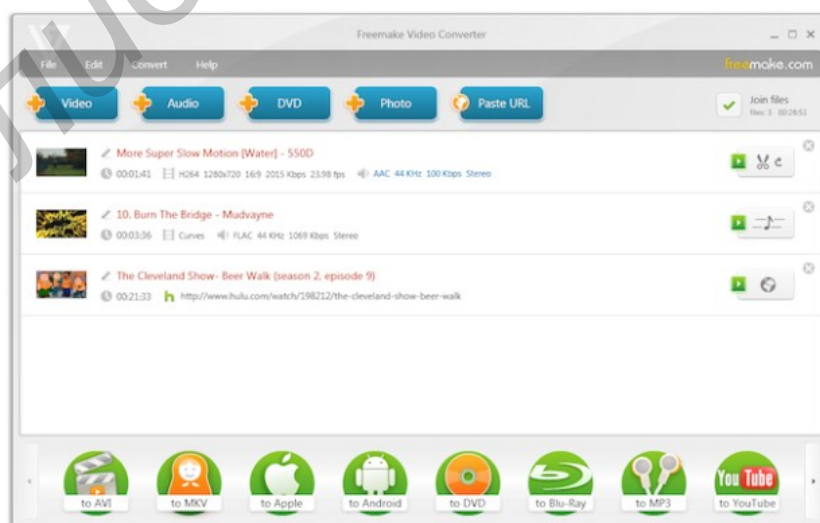 Freemake Video Converter
File Edit Convert Help
freemake.com
Video Audio DVD Photo Paste URL
Join files
files: 3 00:26:51
More Super Slow Motion [Water] - 550D
00:01:41 H264 1280x720 16:9 2015 Kbps 23.98 fps AAC 44 KHz 100 Kbps Stereo
10. Burn The Bridge - Mudvayne
00:03:36 Curves FLAC 44 KHz 1069 Kbps Stereo
The Cleveland Show- Beer Walk (season 2, episode 9)
00:21:33 h http://www.hulu.com/watch/198212/the-cleveland-show-beer-walk
You Tube
to AVI to MKV to Apple to Android to DVD to Blu-Ray to MP3 to YouTube